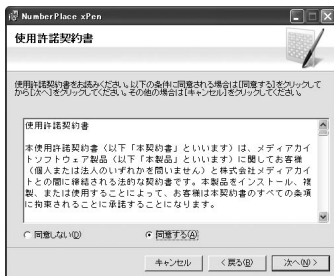 NumberPlace xPen
使用許諾契約書
使用許諾契約書をお読みください。以下の条件に同意される場合は[同意する]をクリックして
から[次へ]をクリックしてください。その他の場合は[キャンセル]をクリックしてください。
使用許諾契約書
本使用許諾契約書（以下「本契約書」といいます）は、メディアカイ
トソフトウェア製品（以下「本製品」といいます）に関してお客様
（個人または法人のいずれかを問いません）と株式会社メディアカイ
トとの間に締結される法的な契約書です。本製品をインストール、複
製、または使用することによって、お客様は本契約書のすべての条項
に拘束されることに承諾することになります。
同意しない(D)
同意する(A)
キャンセル
< 戻る(B)
次へ(N) >